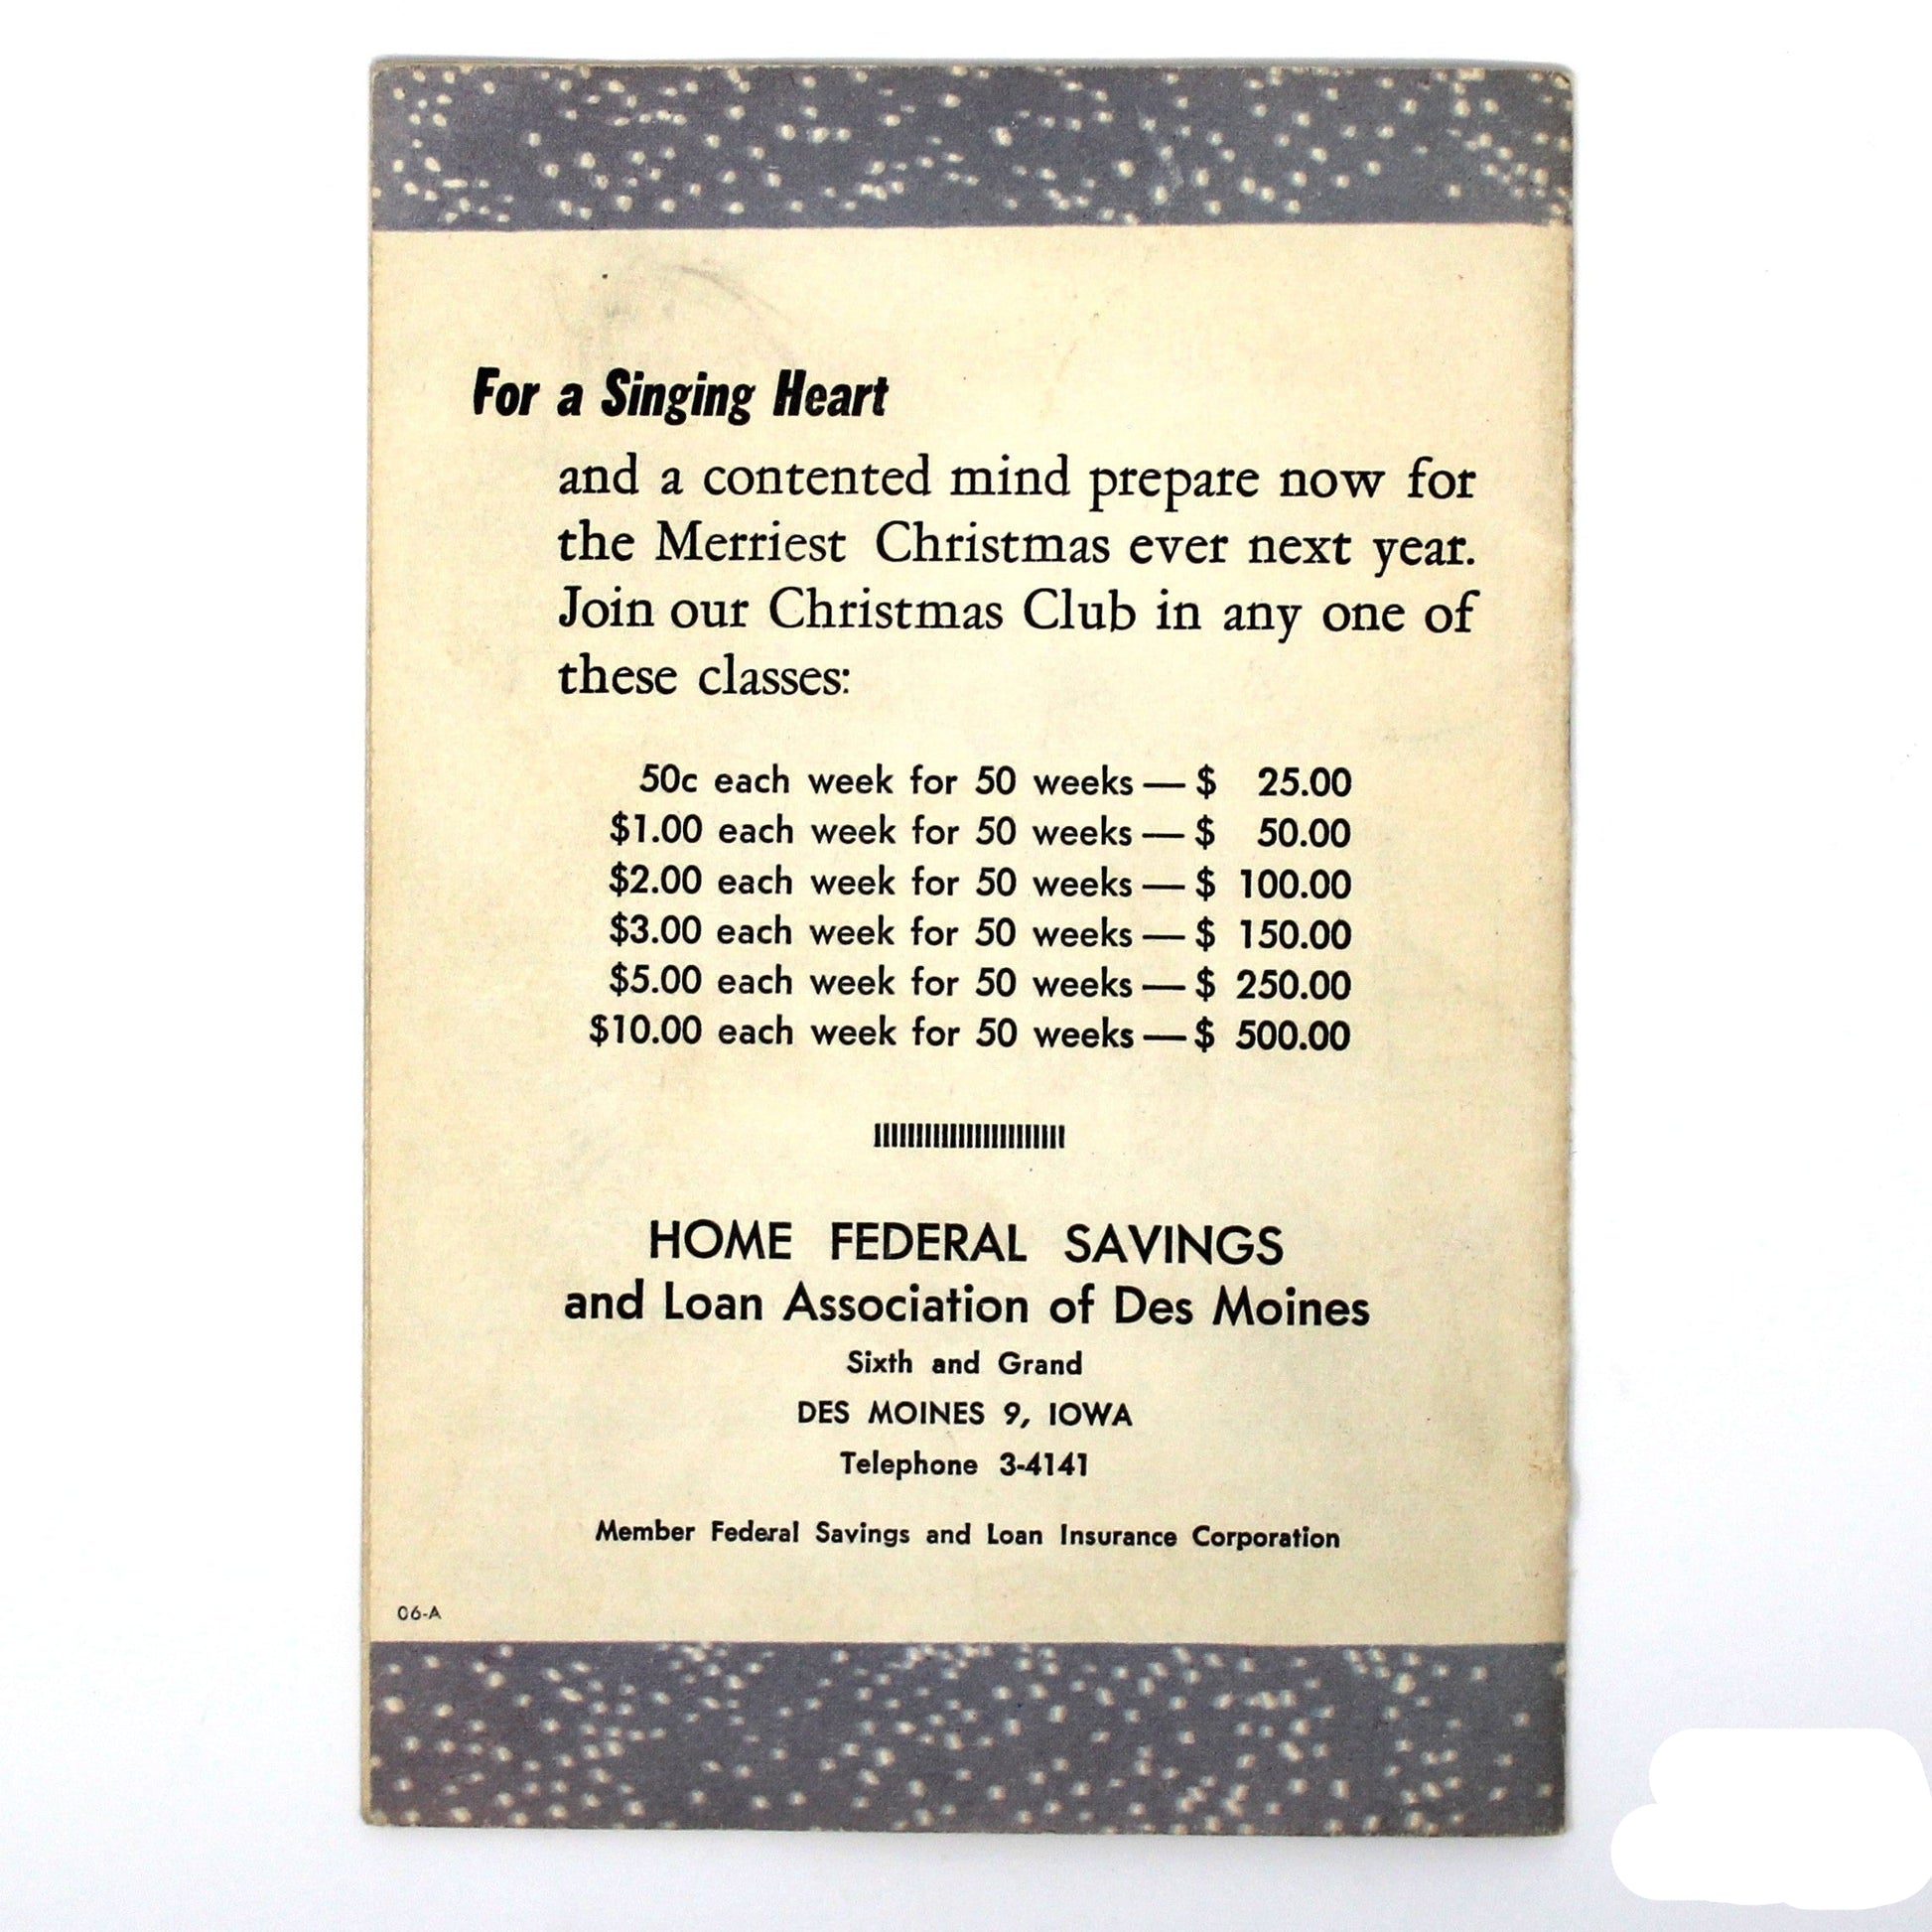 For a Singing Heart
and a contented mind prepare now for
the Merriest Christmas ever next year.
Join our Christmas Club in any one of
these classes:
50c each week for 50 weeks — $ 25.00
$1.00 each week for 50 weeks — $ 50.00
$2.00 each week for 50 weeks — $ 100.00
$3.00 each week for 50 weeks — $ 150.00
$5.00 each week for 50 weeks — $ 250.00
$10.00 each week for 50 weeks — $ 500.00
HOME FEDERAL SAVINGS
and Loan Association of Des Moines
Sixth and Grand
DES MOINES 9, IOWA
Telephone 3-4141
Member Federal Savings and Loan Insurance Corporation
06-A